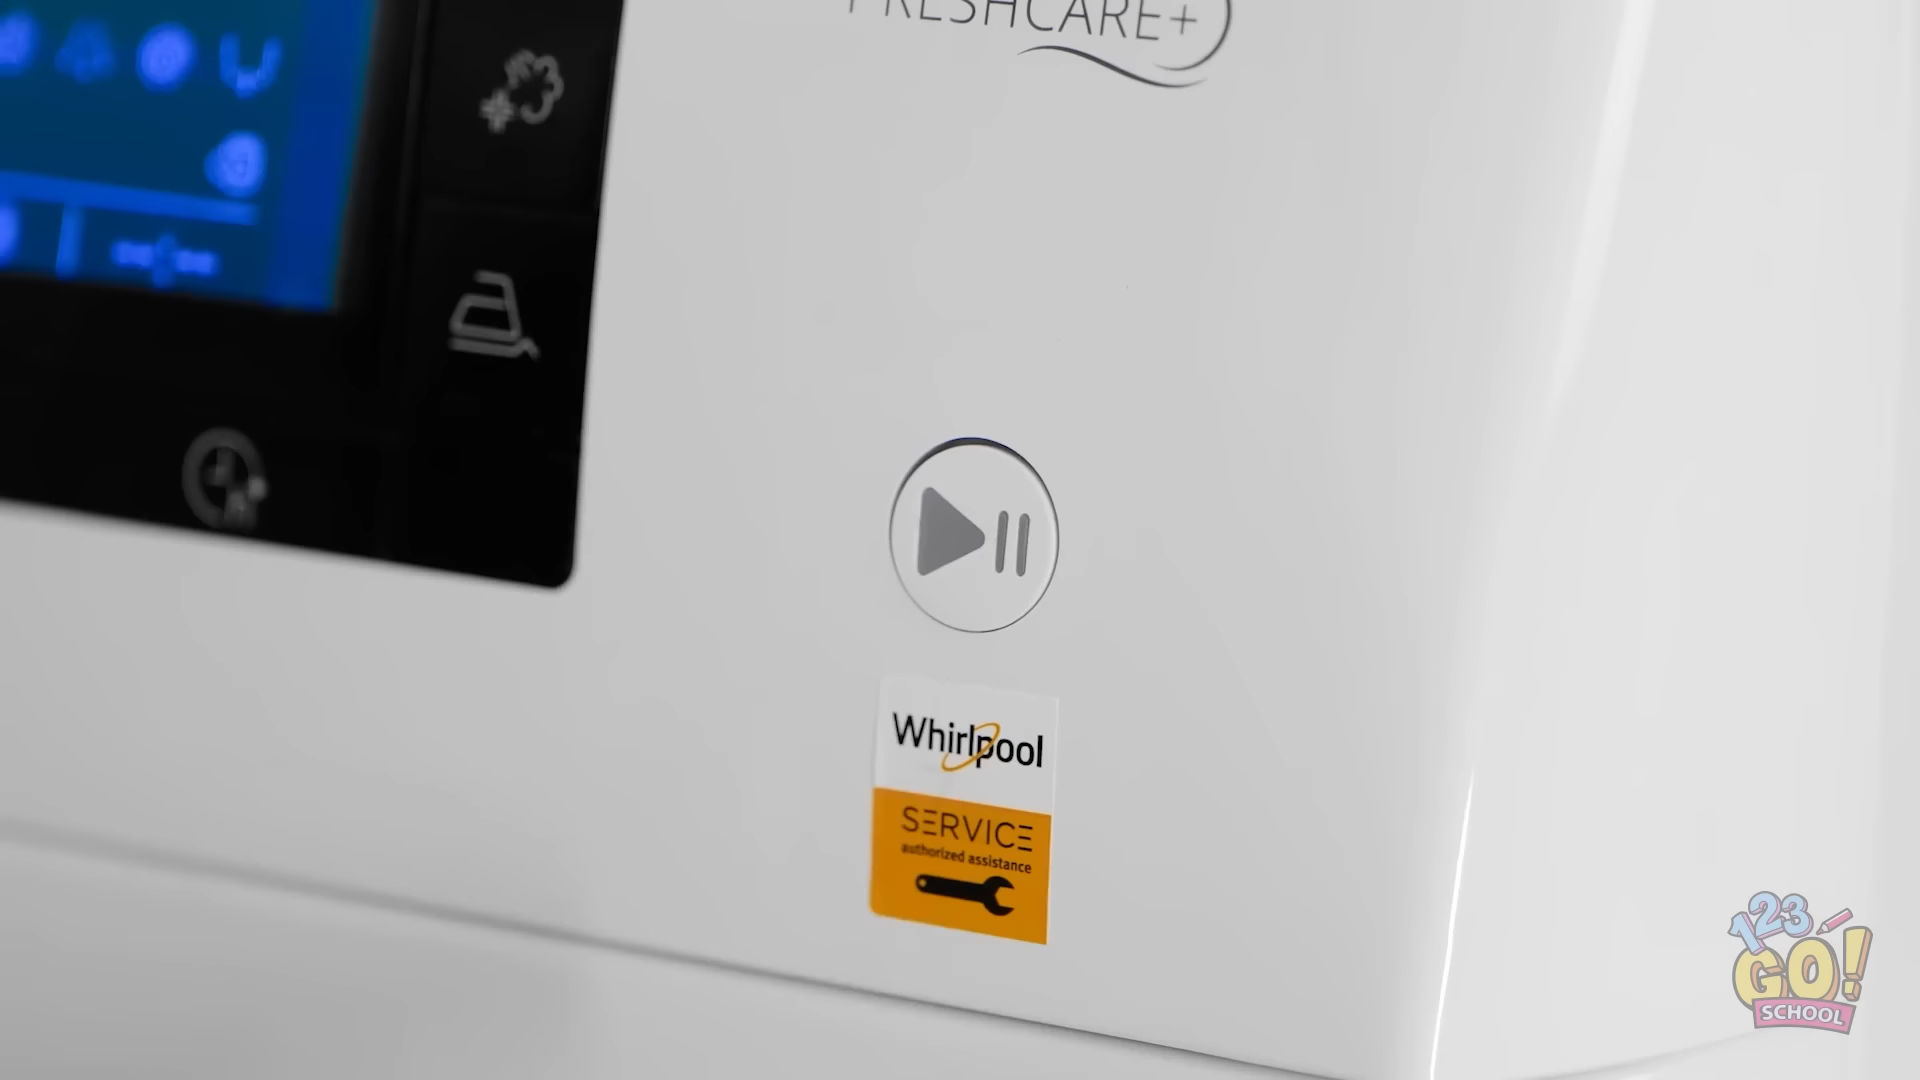 FRESHCARE+
Whirlpool
SERVICE
authorized assistance
123
GO!
SCHOOL